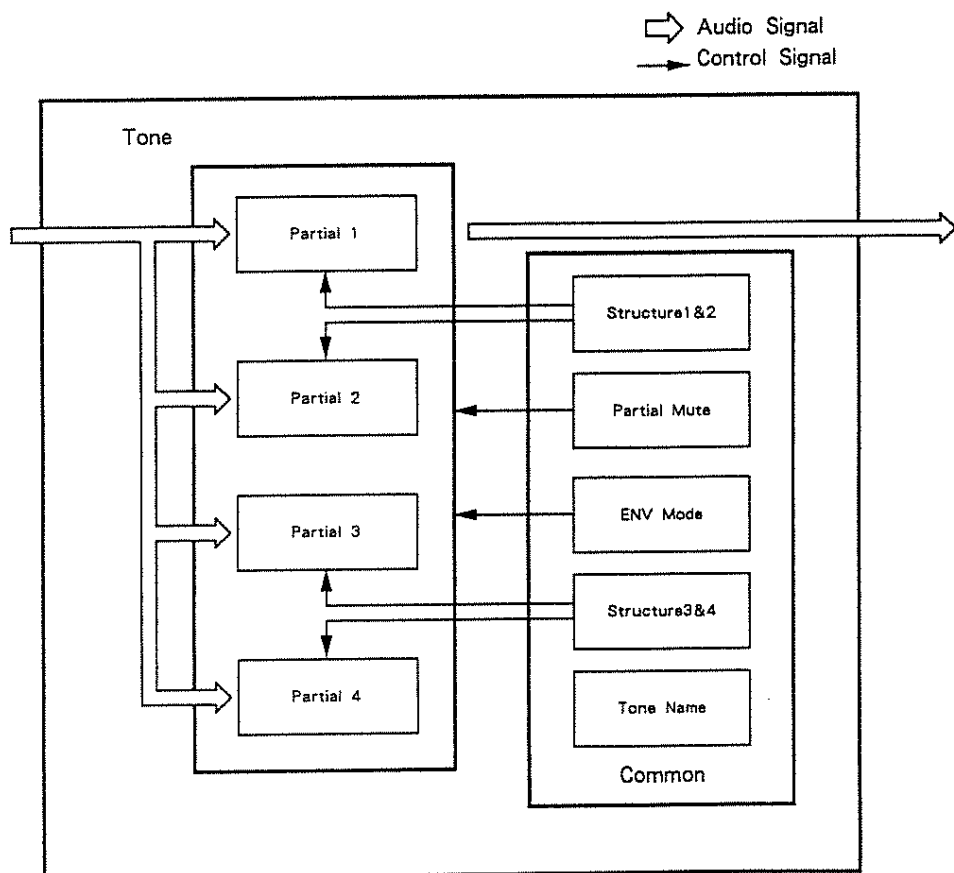 Audio Signal
Control Signal
Tone
Partial 1
Partial 2
Partial 3
Partial 4
Structure1&2
Partial Mute
ENV Mode
Structure3&4
Tone Name
Common